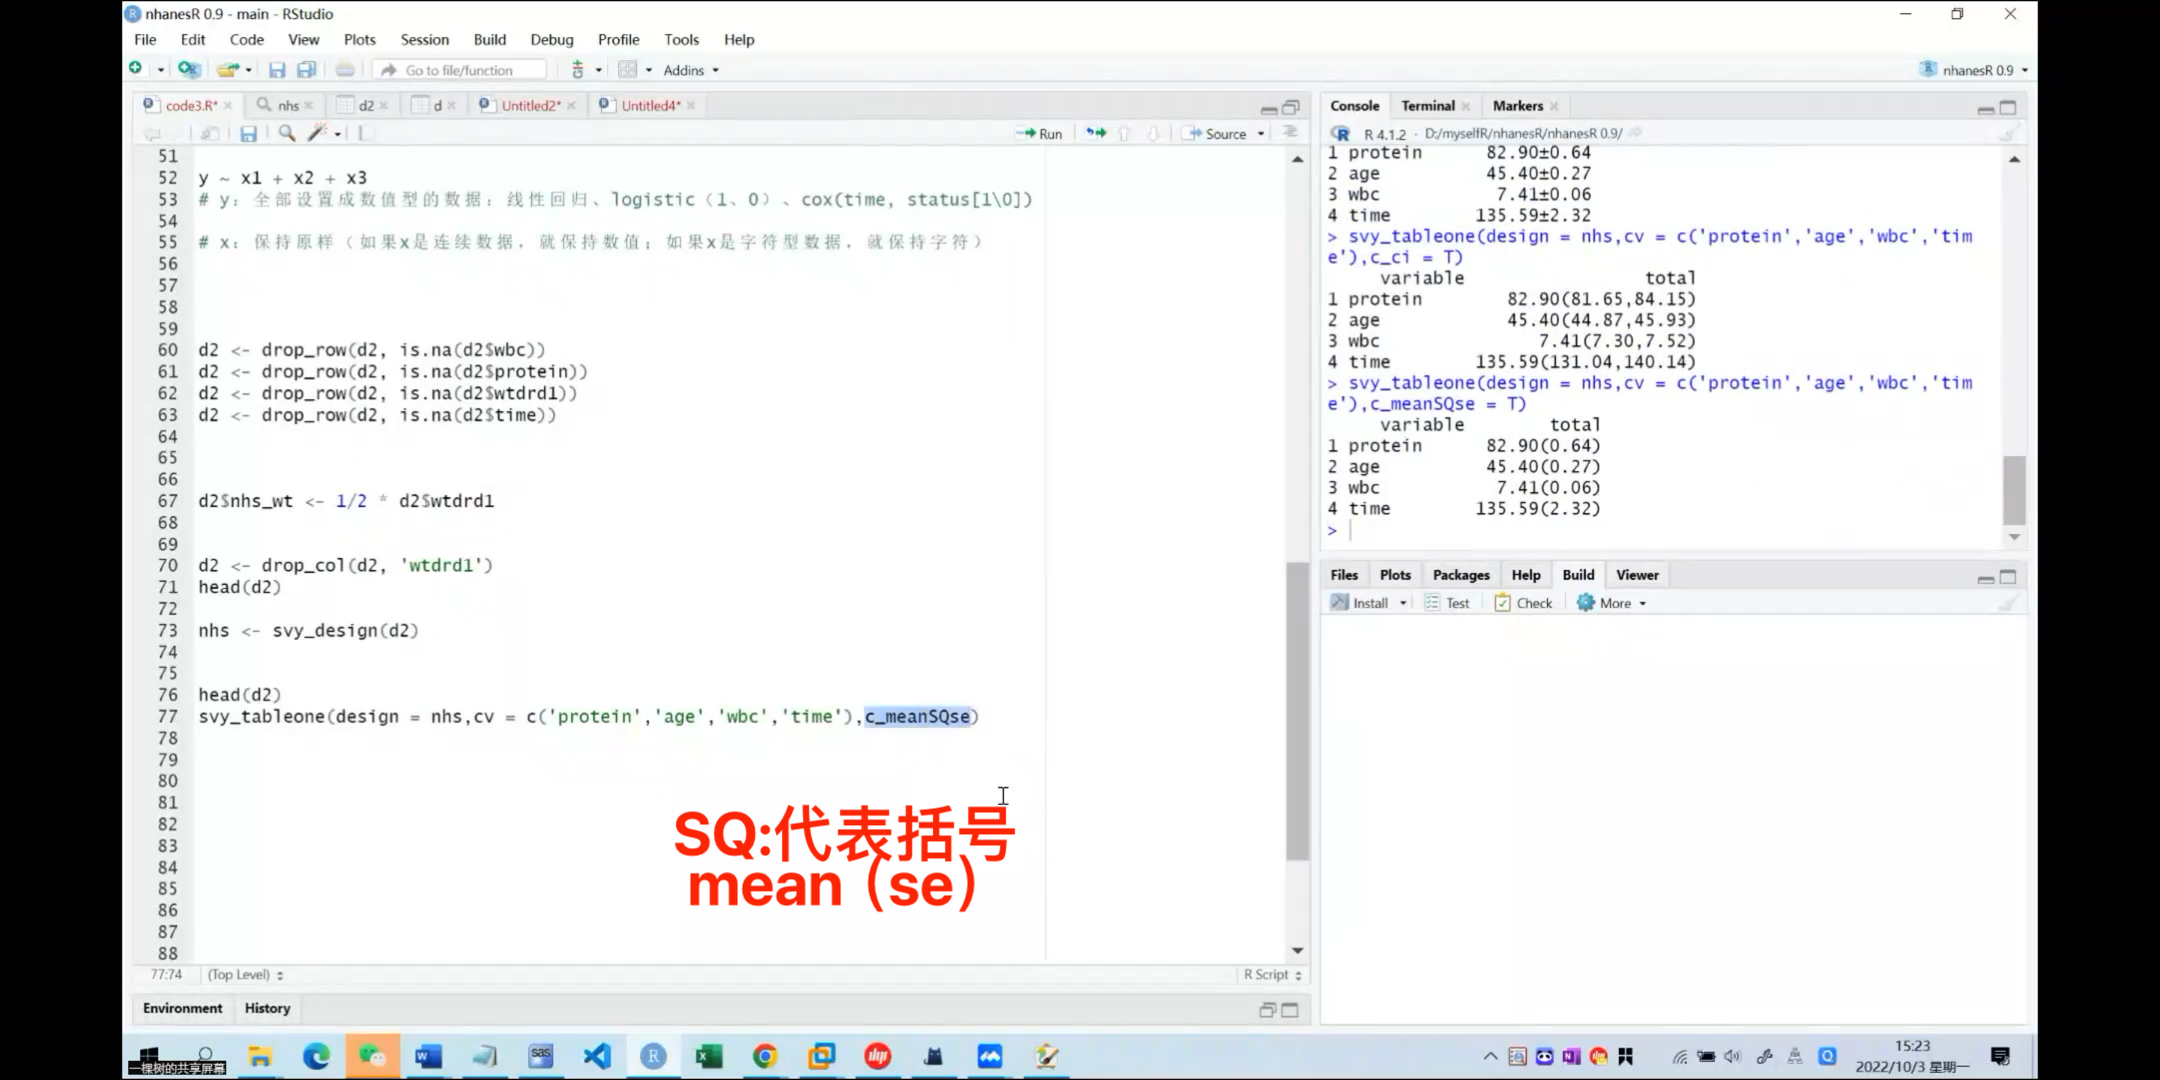 nhanesR 0.9 - main - RStudio
File Edit Code View Plots Session Build Debug Profile Tools Help
Go to file/function Addins nhanesR 0.9
code3.R* nhs d2 d Untitled2* Untitled4*
Run Source
51
52 y ~ x1 + x2 + x3
53 # y: 全部设置成数值型的数据: 线性回归、logistic（1、0）、cox(time, status[1\0])
54
55 # x: 保持原样（如果x是连续数据，就保持数值；如果x是字符型数据，就保持字符）
56
57
58
59
60 d2 <- drop_row(d2, is.na(d2$wbc))
61 d2 <- drop_row(d2, is.na(d2$protein))
62 d2 <- drop_row(d2, is.na(d2$wtdrd1))
63 d2 <- drop_row(d2, is.na(d2$time))
64
65
66
67 d2$nhs_wt <- 1/2 * d2$wtdrd1
68
69
70 d2 <- drop_col(d2, 'wtdrd1')
71 head(d2)
72
73 nhs <- svy_design(d2)
74
75
76 head(d2)
77 svy_tableone(design = nhs,cv = c('protein','age','wbc','time'),c_meanSQse)
78
79
80
81
82
83
84
85
86
87
88
SQ:代表括号
mean（se）
77:74 (Top Level) R Script
Environment History
Console Terminal Markers
R 4.1.2 · D:/myselfR/nhanesR/nhanesR 0.9/
1 protein 82.90±0.64
2 age 45.40±0.27
3 wbc 7.41±0.06
4 time 135.59±2.32
> svy_tableone(design = nhs,cv = c('protein','age','wbc','tim
e'),c_ci = T)
variable total
1 protein 82.90(81.65,84.15)
2 age 45.40(44.87,45.93)
3 wbc 7.41(7.30,7.52)
4 time 135.59(131.04,140.14)
> svy_tableone(design = nhs,cv = c('protein','age','wbc','tim
e'),c_meanSQse = T)
variable total
1 protein 82.90(0.64)
2 age 45.40(0.27)
3 wbc 7.41(0.06)
4 time 135.59(2.32)
>
Files Plots Packages Help Build Viewer
Install Test Check More
一棵树的共享屏幕
15:23
2022/10/3 星期一